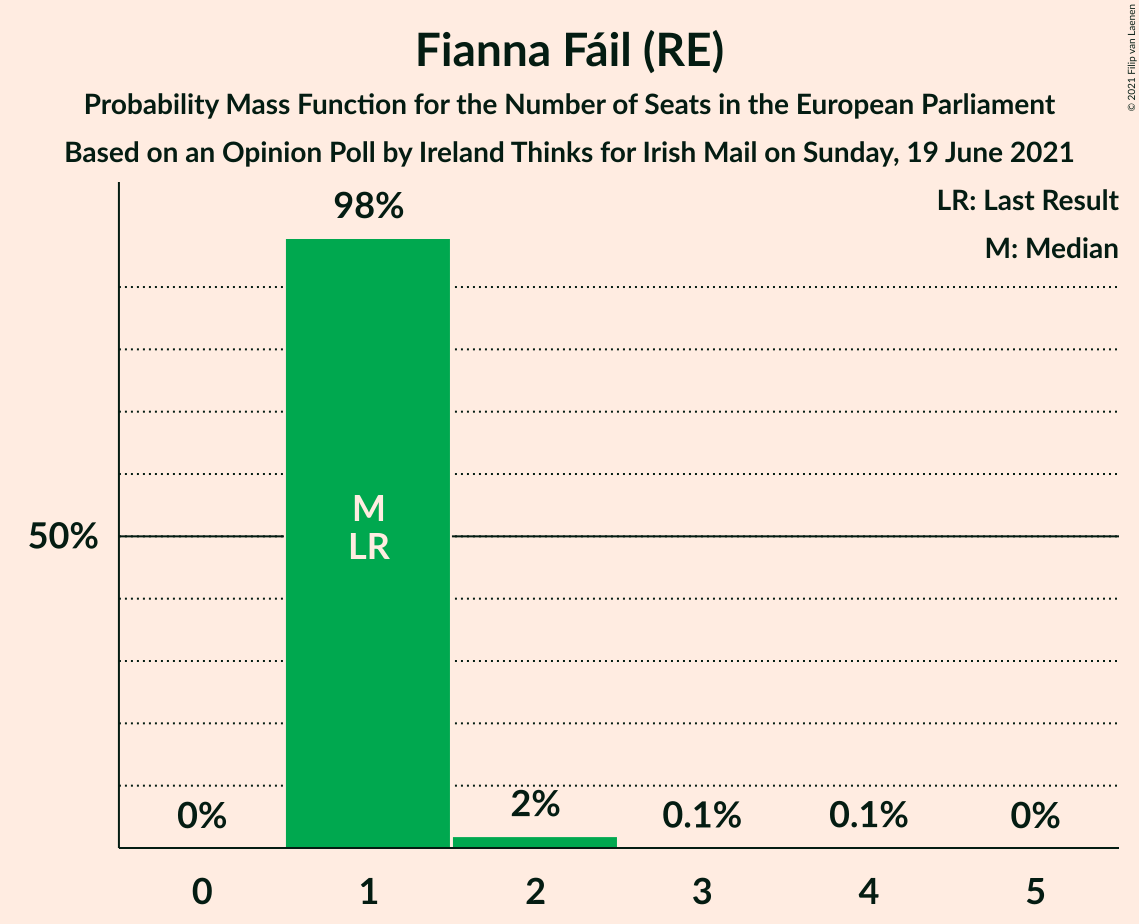 Fianna Fáil (RE)
Probability Mass Function for the Number of Seats in the European Parliament
Based on an Opinion Poll by Ireland Thinks for Irish Mail on Sunday, 19 June 2021
© 2021 Filip van Laenen
LR: Last Result
M: Median
98%
M
LR
50%
0%
2%
0.1%
0.1%
0%
0 1 2 3 4 5